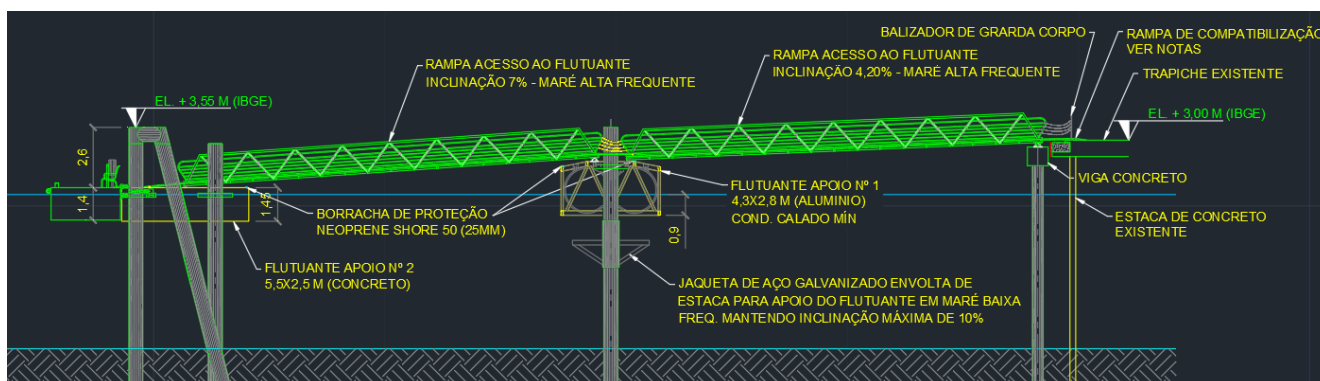 BALIZADOR DE GRARDA CORPO
RAMPA DE COMPATIBILIZAÇÃO
VER NOTAS
RAMPA ACESSO AO FLUTUANTE
INCLINAÇÃO 7% - MARÉ ALTA FREQUENTE
RAMPA ACESSO AO FLUTUANTE
INCLINAÇÃO 4,20% - MARÉ ALTA FREQUENTE
TRAPICHE EXISTENTE
EL. + 3,55 M (IBGE)
EL. + 3,00 M (IBGE)
2,6
1,4
1,45
BORRACHA DE PROTEÇÃO
NEOPRENE SHORE 50 (25MM)
FLUTUANTE APOIO Nº 1
4,3X2,8 M (ALUMINIO)
COND. CALADO MÍN
0,9
VIGA CONCRETO
ESTACA DE CONCRETO
EXISTENTE
FLUTUANTE APOIO Nº 2
5,5X2,5 M (CONCRETO)
JAQUETA DE AÇO GALVANIZADO ENVOLTA DE
ESTACA PARA APOIO DO FLUTUANTE EM MARÉ BAIXA
FREQ. MANTENDO INCLINAÇÃO MÁXIMA DE 10%